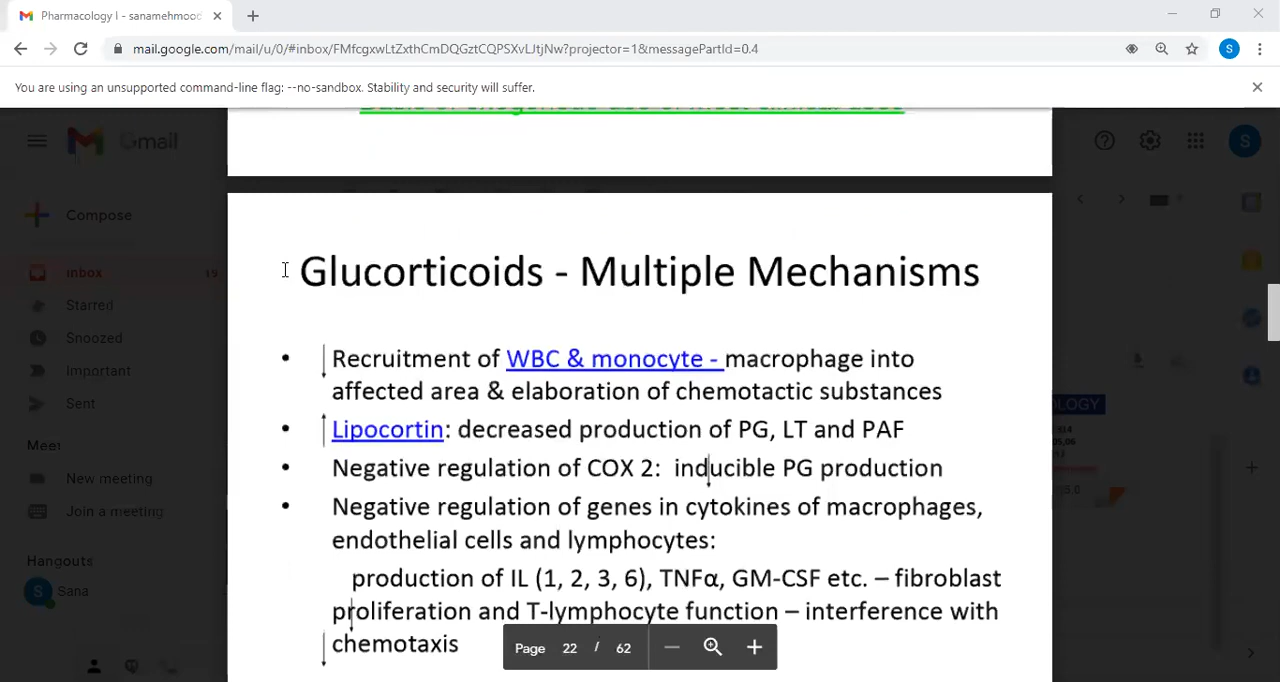 Pharmacology I - sanamehmood
mail.google.com/mail/u/0/#inbox/FMfcgxwLtZxthCmDQGztCQPSXvLJtjNw?projector=1&messagePartId=0.4
S
You are using an unsupported command-line flag: --no-sandbox. Stability and security will suffer.
Gmail
S
Compose
Inbox 19
Starred
Snoozed
Important
Sent
Meet
New meeting
Join a meeting
Hangouts
S Sana
Glucorticoids - Multiple Mechanisms
• Recruitment of WBC & monocyte - macrophage into
affected area & elaboration of chemotactic substances
• Lipocortin: decreased production of PG, LT and PAF
• Negative regulation of COX 2: inducible PG production
• Negative regulation of genes in cytokines of macrophages,
endothelial cells and lymphocytes:
production of IL (1, 2, 3, 6), TNFα, GM-CSF etc. – fibroblast
proliferation and T-lymphocyte function – interference with
chemotaxis
Page 22 / 62